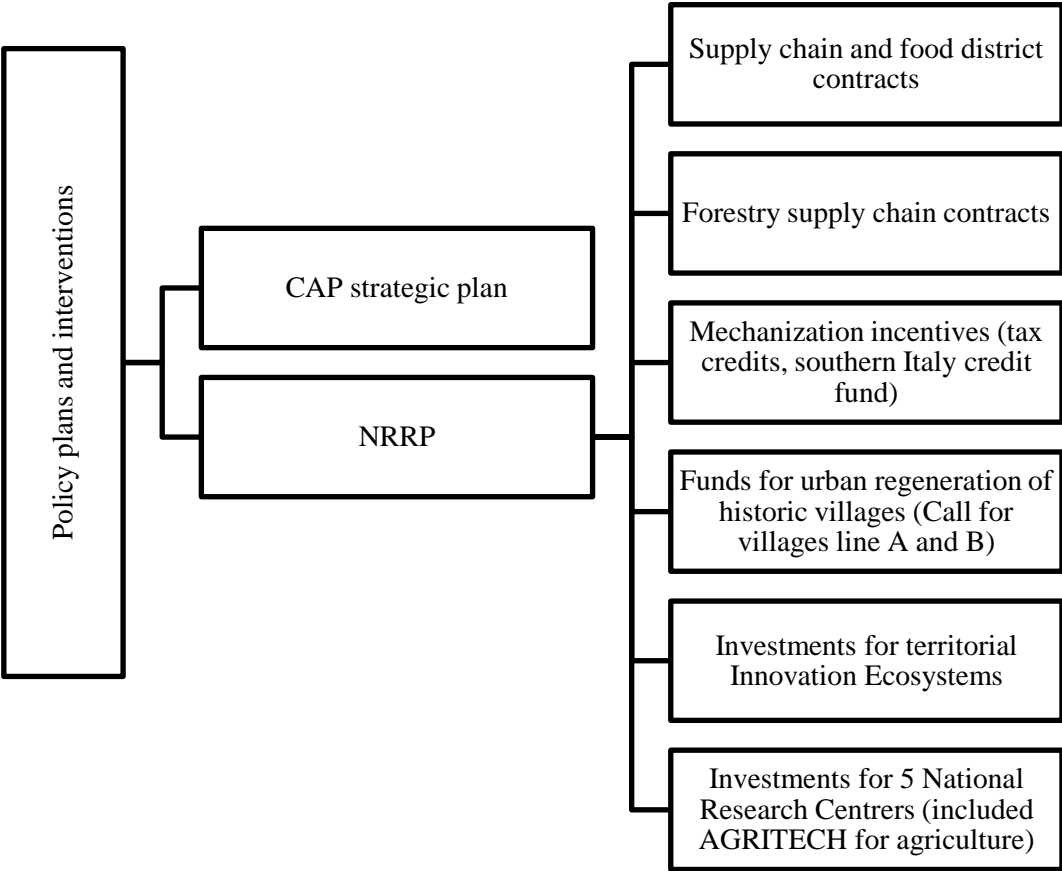 Policy plans and interventions
CAP strategic plan
NRRP
Supply chain and food district
contracts
Forestry supply chain contracts
Mechanization incentives (tax
credits, southern Italy credit
fund)
Funds for urban regeneration of
historic villages (Call for
villages line A and B)
Investments for territorial
Innovation Ecosystems
Investments for 5 National
Research Centrers (included
AGRITECH for agriculture)